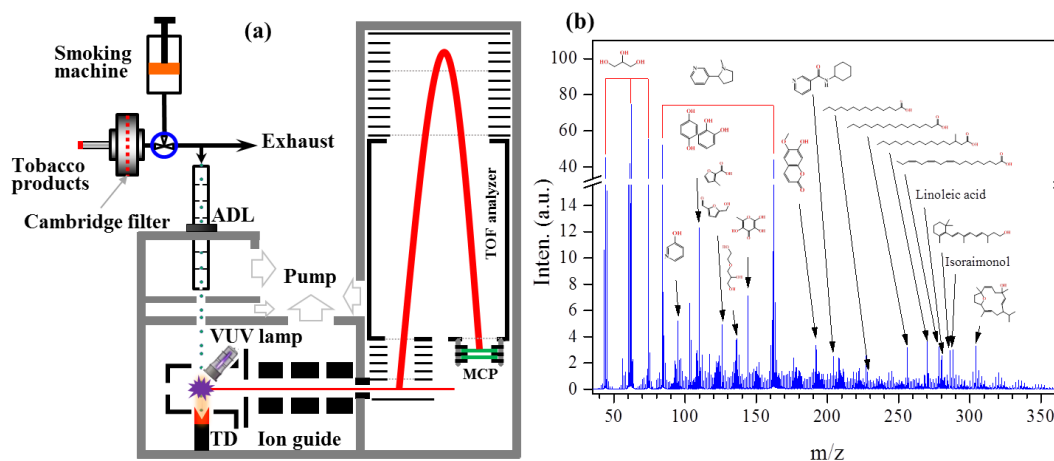 (a)
Smoking
machine
Exhaust
Tobacco
products
Cambridge filter
ADL
Pump
VUV lamp
TD
Ion guide
TOF analyzer
MCP
(b)
Inten. (a.u.)
100
80
60
40
14
12
10
8
6
4
2
0
50
100
150
200
250
300
350
m/z
Linoleic acid
Isoraimonol